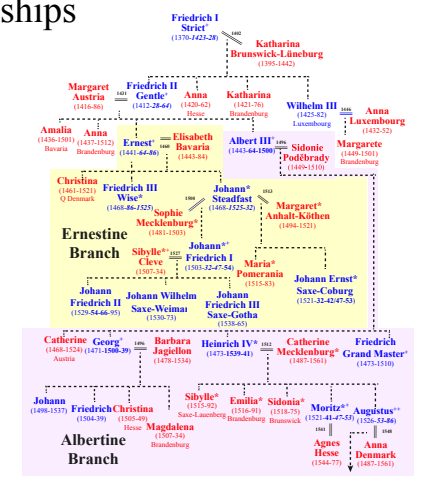 ships
Friedrich I
Strict⁺
(1370-1423-28)
1402
Katharina
Brunswick-Lüneburg
(1395-1442)
Margaret
Austria
(1416-86)
1421
Friedrich II
Gentle⁺
(1412-28-64)
Anna
(1420-62)
Hesse
Katharina
(1421-76)
Brandenburg
Wilhelm III
(1425-82)
Luxembourg
1446
Anna
Luxembourg
(1432-52)
Amalia
(1436-1501)
Bavaria
Anna
(1437-1512)
Brandenburg
Ernest⁺
(1441-64-86)
1460
Elisabeth
Bavaria
(1443-84)
Albert III⁺
(1443-64-1500)
1496
Sidonie
Poděbrady
(1449-1510)
Margarete
(1449-1501)
Brandenburg
Christina
(1461-1521)
Q Denmark
Friedrich III
Wise*
(1468-86-1525)
Johann*
Steadfast
(1468-1525-32)
1500
1513
Sophie
Mecklenburg*
(1481-1503)
Margaret*
Anhalt-Köthen
(1494-1521)
Ernestine
Branch
Sibylle*⁺
Cleve
(1507-34)
1527
Johann*⁺
Friedrich I
(1503-32-47-54)
Maria*
Pomerania
(1515-83)
Johann Ernst*
Saxe-Coburg
(1521-32-42/47-53)
Johann
Friedrich II
(1529-54-66-95)
Johann Wilhelm
Saxe-Weimar
(1530-73)
Johann
Friedrich III
Saxe-Gotha
(1538-65)
Catherine
(1468-1524)
Austria
Georg⁺
(1471-1500-39)
1496
Barbara
Jagiellon
(1478-1534)
Heinrich IV*
(1473-1539-41)
1512
Catherine
Mecklenburg*
(1487-1561)
Friedrich
Grand Master⁺
(1473-1510)
Johann
(1498-1537)
Friedrich
(1504-39)
Christina
(1505-49)
Hesse
Magdalena
(1507-34)
Brandenburg
Sibylle*
(1515-92)
Saxe-Lauenberg
Emilia*
(1516-91)
Brandenburg
Sidonia*
(1518-75)
Brunswick
Moritz*⁺
(1521-41-47-53)
Augustus⁺⁺
(1526-53-86)
Albertine
Branch
1541
Agnes
Hesse
(1544-77)
1548
Anna
Denmark
(1487-1561)